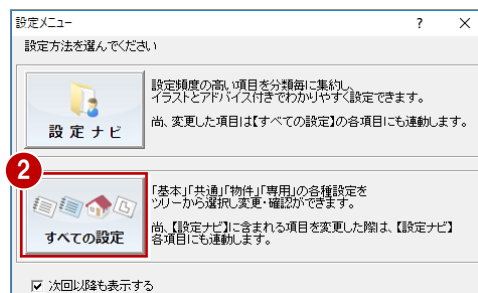 設定メニュー ? ×
設定方法を選んでください
設定頻度の高い項目を分類毎に集約し、
イラストとアドバイス付きでわかりやすく設定できます。
設定ナビ
尚、変更した項目は【すべての設定】の各項目にも連動します。
2
「基本」「共通」「物件」「専用」の各種設定を
ツリーから選択し変更・確認ができます。
すべての設定
尚、【設定ナビ】に含まれる項目を変更した際は、【設定ナビ】
各項目にも連動します。
次回以降も表示する